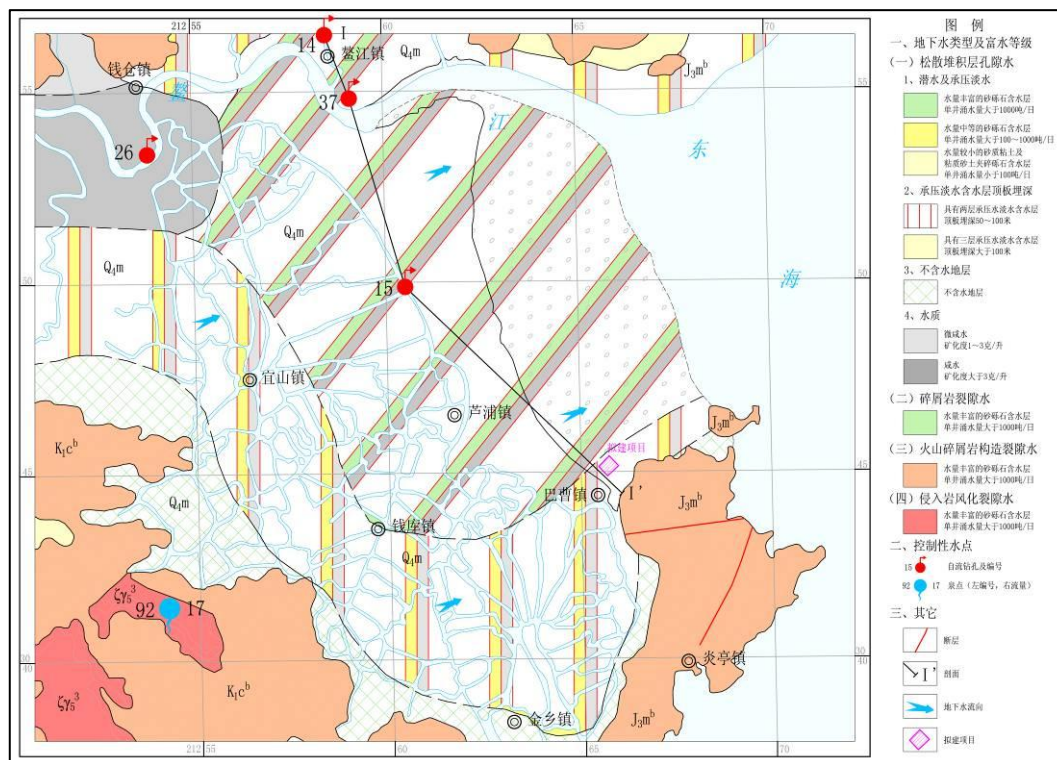 212 55
60
65
70
14
I
鳌江镇
Q₄m
J₃mᵇ
钱仓镇
55
55
鳌
37
江
东
26
Q₄m
Q₄m
50
50
15
海
宜山镇
芦浦镇
J₃mᵇ
K₁cᵇ
拟建项目
45
45
巴曹镇
I'
J₃mᵇ
Q₄m
钱库镇
Q₄m
ζγ₅³
92
17
炎亭镇
40
40
K₁cᵇ
ζγ₅³
金乡镇
J₃mᵇ
212 55
60
65
70
图 例
一、地下水类型及富水等级
(一) 松散堆积层孔隙水
1、潜水及承压淡水
水量丰富的砂砾石含水层
单井涌水量大于1000吨/日
水量中等的砂砾石含水层
单井涌水量大于100~1000吨/日
水量较小的砂质粘土及
粘质砂土夹碎砾石含水层
单井涌水量小于100吨/日
2、承压淡水含水层顶板埋深
具有两层承压水淡水含水层
顶板埋深50~100米
具有三层承压水淡水含水层
顶板埋深大于100米
3、不含水地层
不含水地层
4、水质
微咸水
矿化度1~3克/升
咸水
矿化度大于3克/升
(二) 碎屑岩裂隙水
水量丰富的砂砾石含水层
单井涌水量大于1000吨/日
(三) 火山碎屑岩构造裂隙水
水量丰富的砂砾石含水层
单井涌水量大于1000吨/日
(四) 侵入岩风化裂隙水
水量丰富的砂砾石含水层
单井涌水量大于1000吨/日
二、控制性水点
15 自流钻孔及编号
92 17 泉点（左编号，右流量）
三、其它
断层
I' 剖面
地下水流向
拟建项目